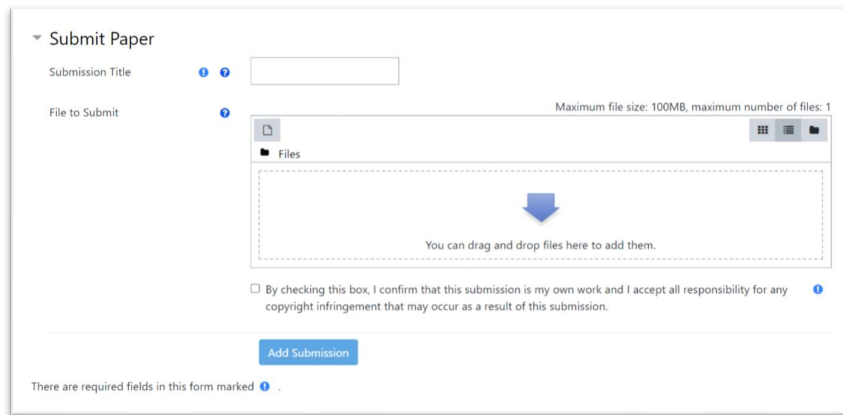 Submit Paper
Submission Title
File to Submit
Maximum file size: 100MB, maximum number of files: 1
Files
You can drag and drop files here to add them.
By checking this box, I confirm that this submission is my own work and I accept all responsibility for any
copyright infringement that may occur as a result of this submission.
Add Submission
There are required fields in this form marked .